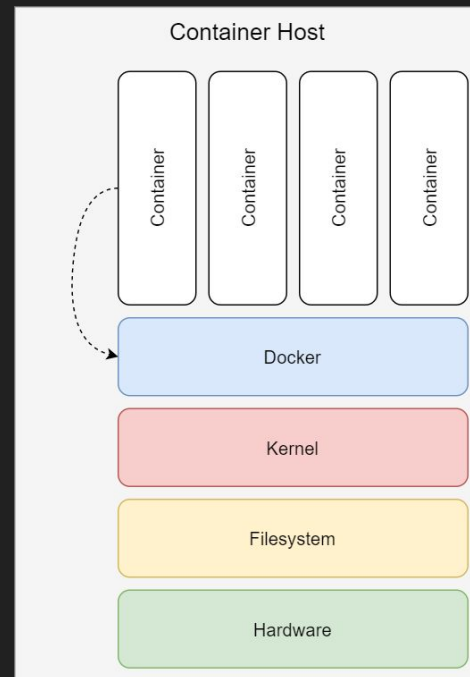 Container Host
Container
Container
Container
Container
Docker
Kernel
Filesystem
Hardware